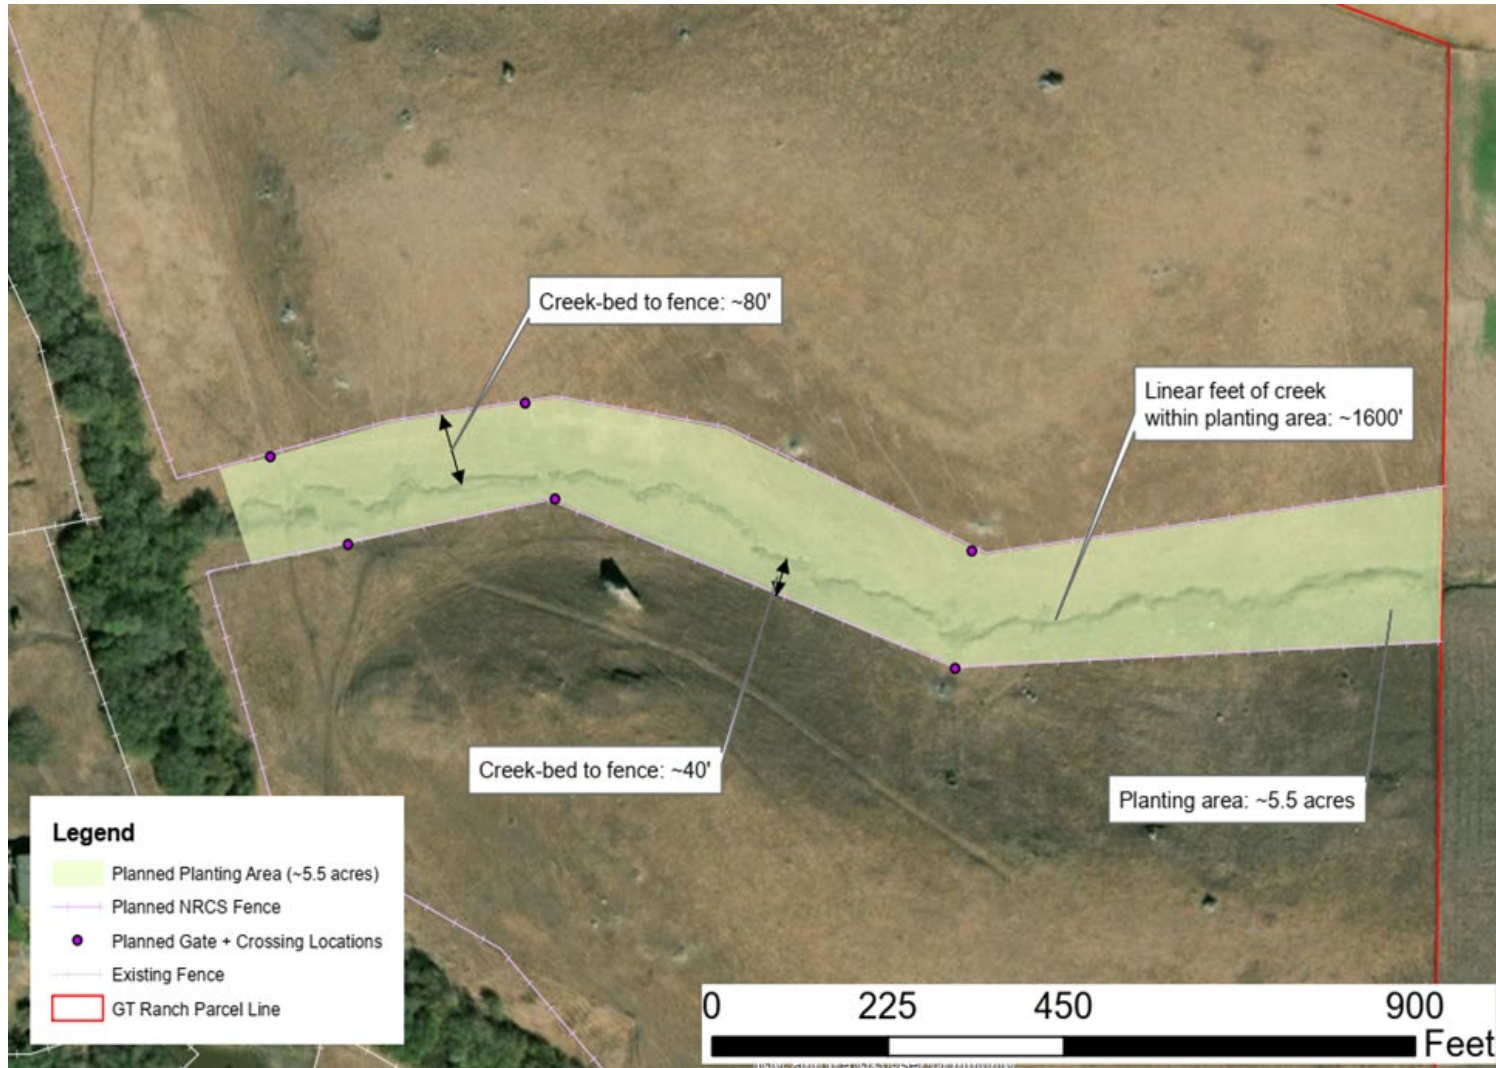 Creek-bed to fence: ~80'
Linear feet of creek
within planting area: ~1600'
Creek-bed to fence: ~40'
Planting area: ~5.5 acres
Legend
Planned Planting Area (~5.5 acres)
Planned NRCS Fence
Planned Gate + Crossing Locations
Existing Fence
GT Ranch Parcel Line
0 225 450 900
Feet